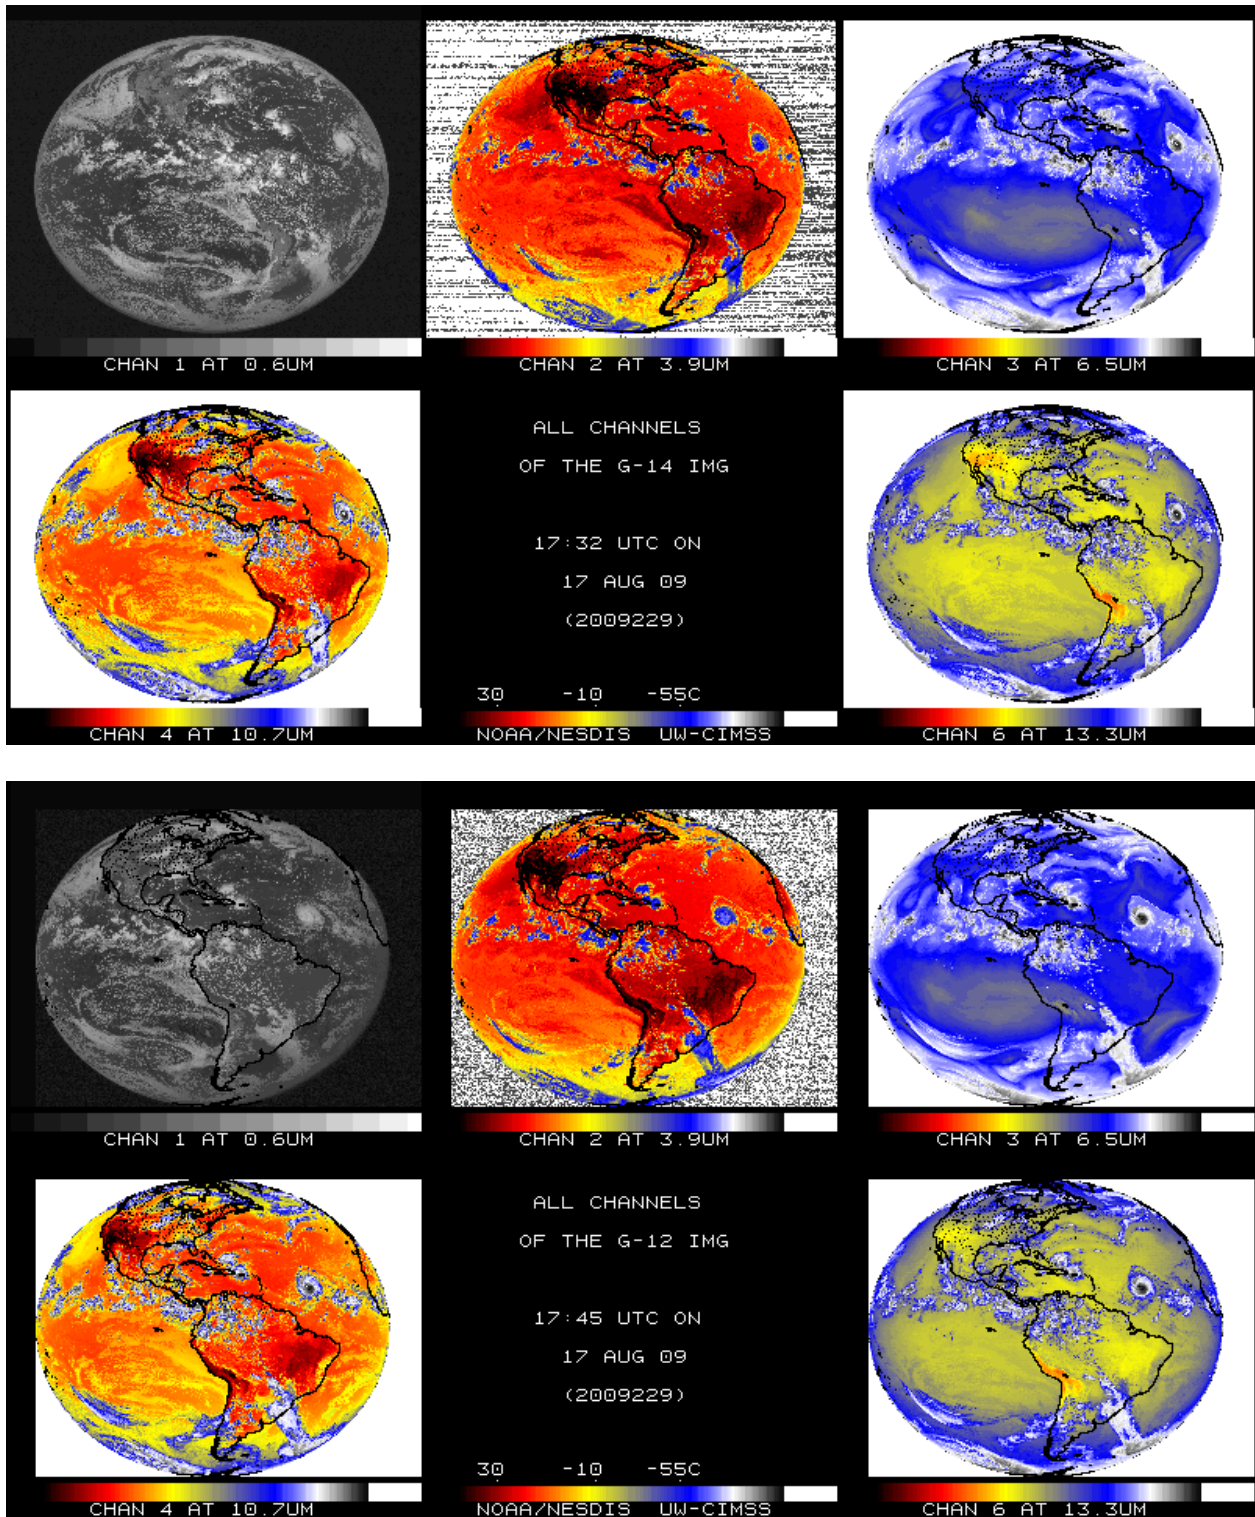 CHAN 1 AT 0.6UM
CHAN 2 AT 3.9UM
CHAN 3 AT 6.5UM
ALL CHANNELS
OF THE G-14 IMG
17:32 UTC ON
17 AUG 09
(2009229)
30 -10 -55C
CHAN 4 AT 10.7UM
NOAA/NESDIS UW-CIMSS
CHAN 6 AT 13.3UM
CHAN 1 AT 0.6UM
CHAN 2 AT 3.9UM
CHAN 3 AT 6.5UM
ALL CHANNELS
OF THE G-12 IMG
17:45 UTC ON
17 AUG 09
(2009229)
30 -10 -55C
CHAN 4 AT 10.7UM
NOAA/NESDIS UW-CIMSS
CHAN 6 AT 13.3UM